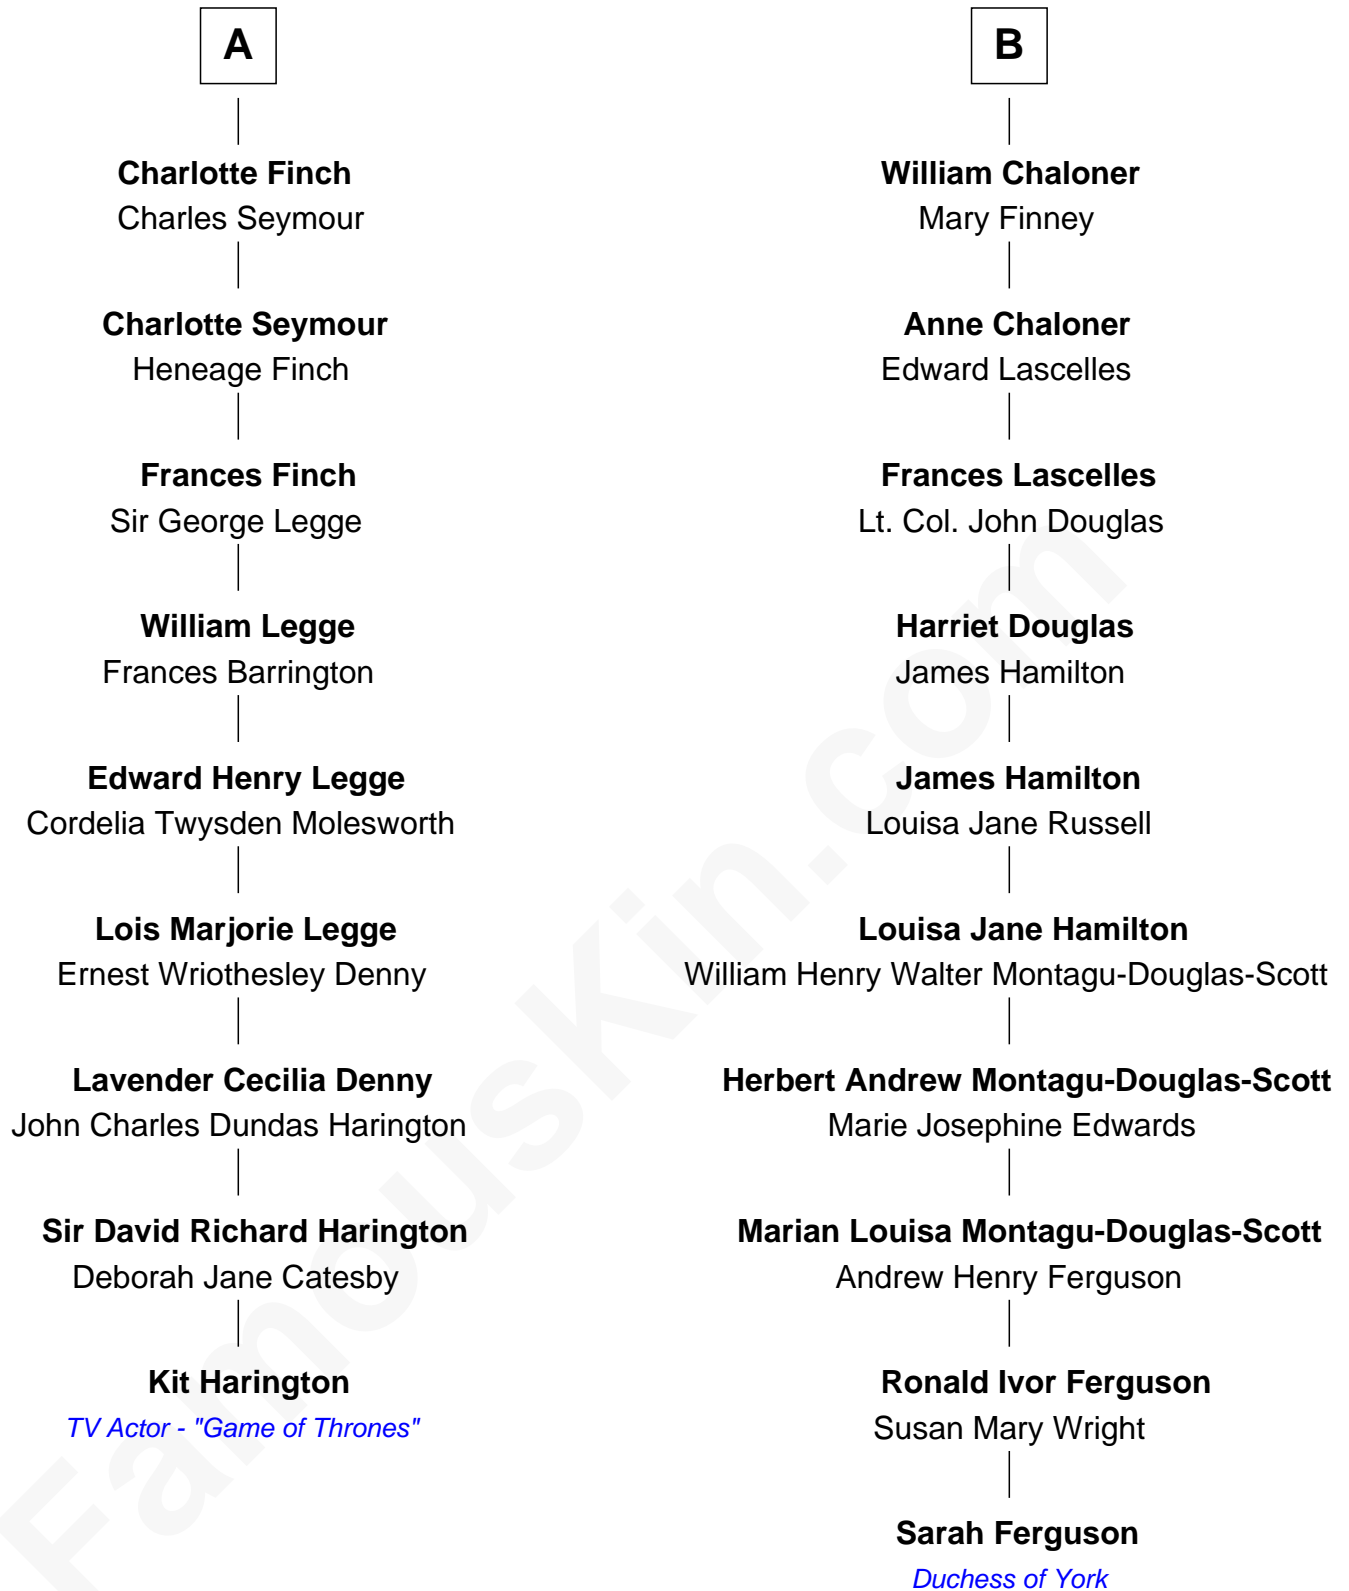 A
Charlotte Finch
Charles Seymour
Charlotte Seymour
Heneage Finch
Frances Finch
Sir George Legge
William Legge
Frances Barrington
Edward Henry Legge
Cordelia Twysden Molesworth
Lois Marjorie Legge
Ernest Wriothesley Denny
Lavender Cecilia Denny
John Charles Dundas Harington
Sir David Richard Harington
Deborah Jane Catesby
Kit Harington
TV Actor - "Game of Thrones"
B
William Chaloner
Mary Finney
Anne Chaloner
Edward Lascelles
Frances Lascelles
Lt. Col. John Douglas
Harriet Douglas
James Hamilton
James Hamilton
Louisa Jane Russell
Louisa Jane Hamilton
William Henry Walter Montagu-Douglas-Scott
Herbert Andrew Montagu-Douglas-Scott
Marie Josephine Edwards
Marian Louisa Montagu-Douglas-Scott
Andrew Henry Ferguson
Ronald Ivor Ferguson
Susan Mary Wright
Sarah Ferguson
Duchess of York
FamousKin.com